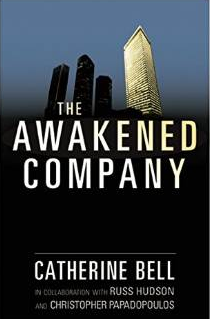 THE
AWAKENED
COMPANY
CATHERINE BELL
IN COLLABORATION WITH RUSS HUDSON
AND CHRISTOPHER PAPADOPOULOS